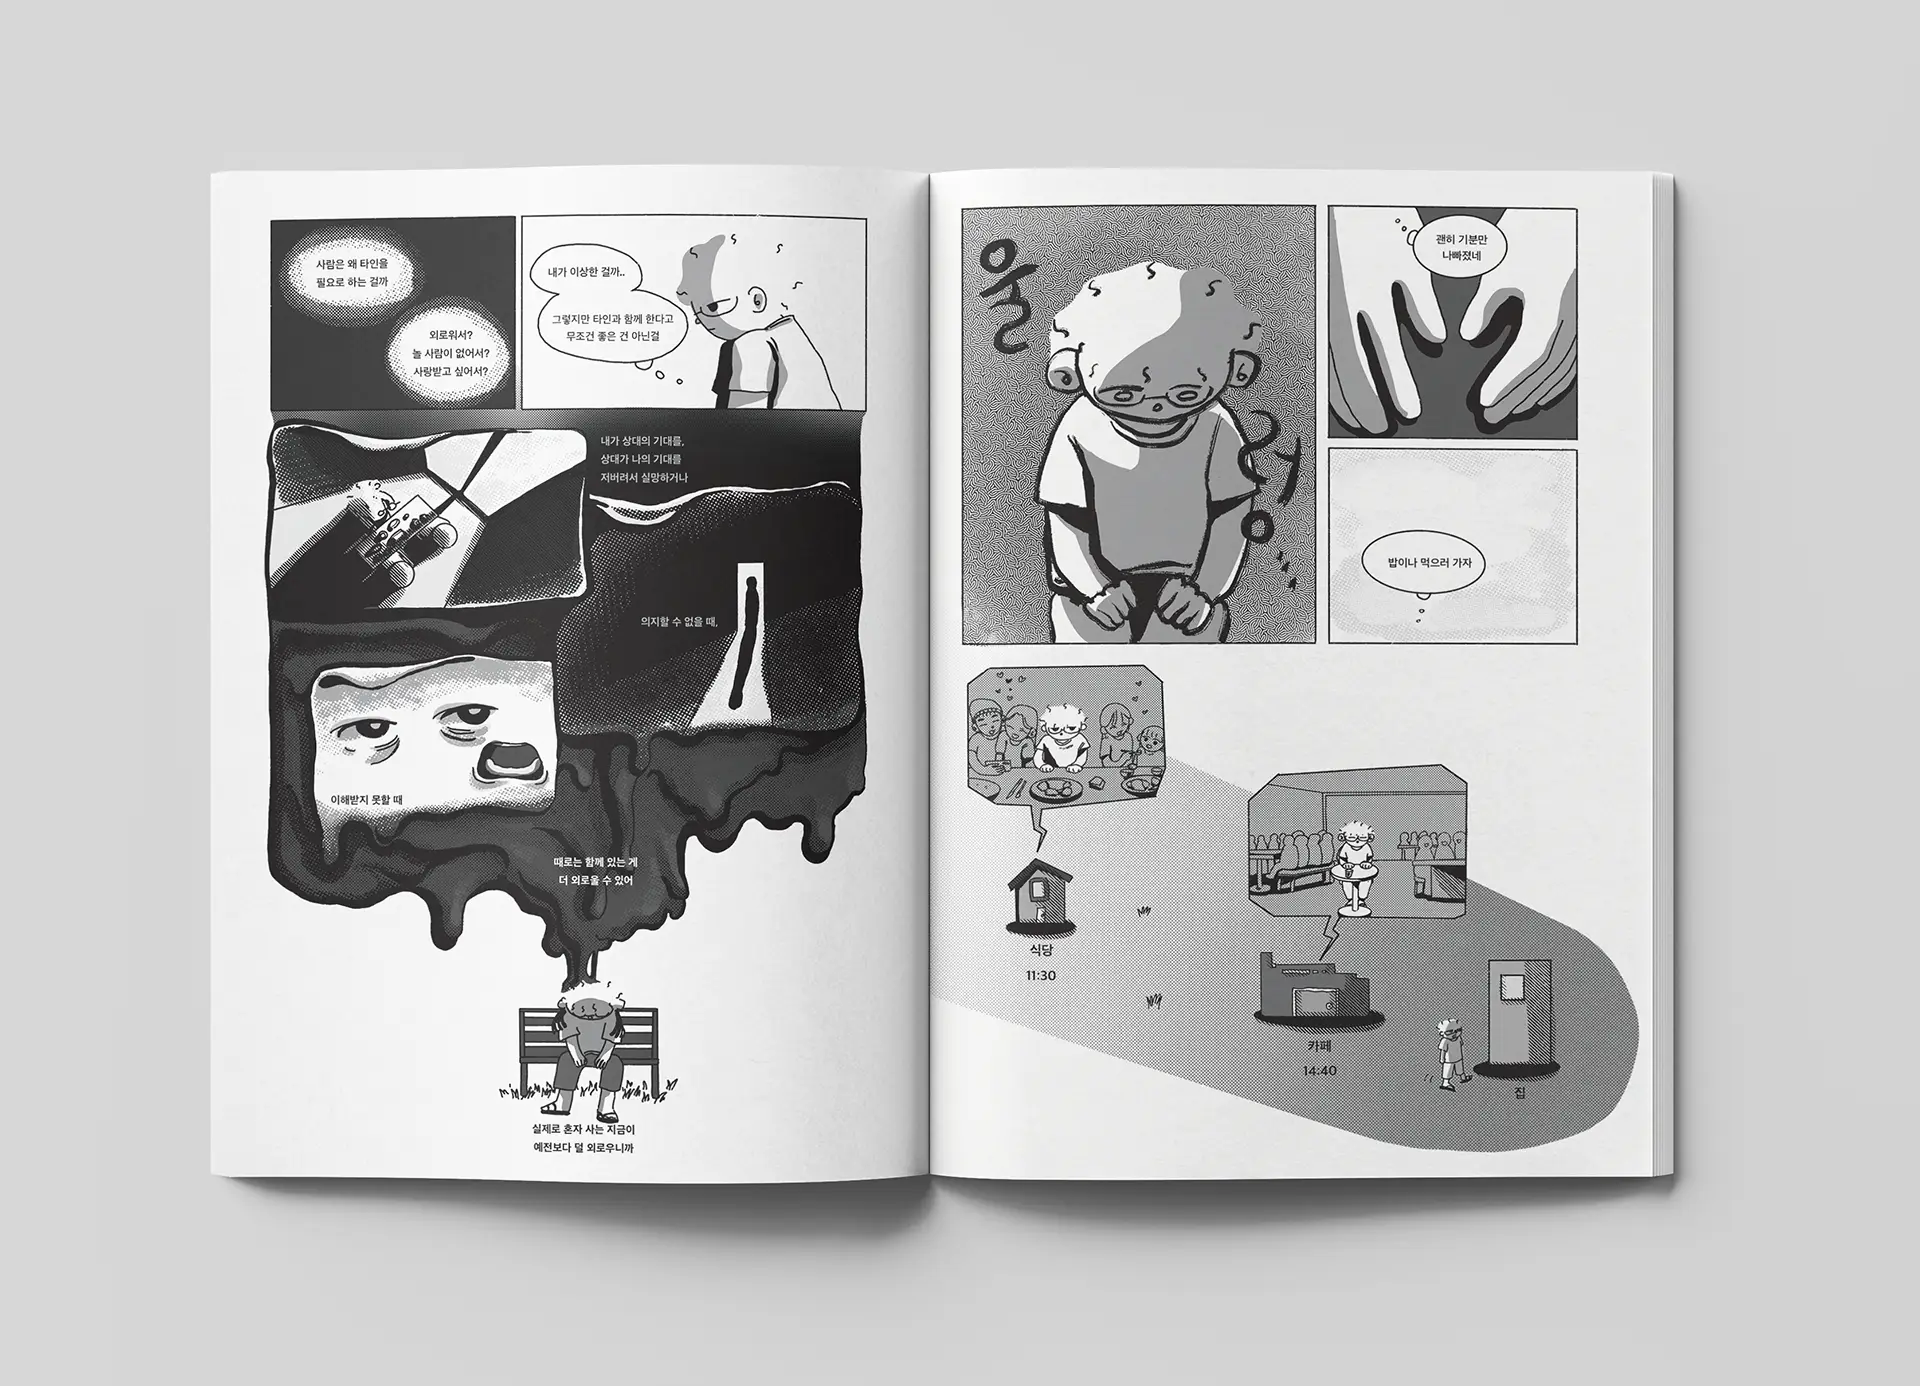 사람은 왜 타인을
필요로 하는 걸까
외로워서?
놀 사람이 없어서?
사랑받고 싶어서?
내가 이상한 걸까..
그렇지만 타인과 함께 한다고
무조건 좋은 건 아닌걸
내가 상대의 기대를,
상대가 나의 기대를
저버려서 실망하거나
의지할 수 없을 때,
이해받지 못할 때
때로는 함께 있는 게
더 외로울 수 있어
실제로 혼자 사는 지금이
예전보다 덜 외로우니까
울
렁...
괜히 기분만
나빠졌네
밥이나 먹으러 가자
식당
11:30
카페
14:40
집